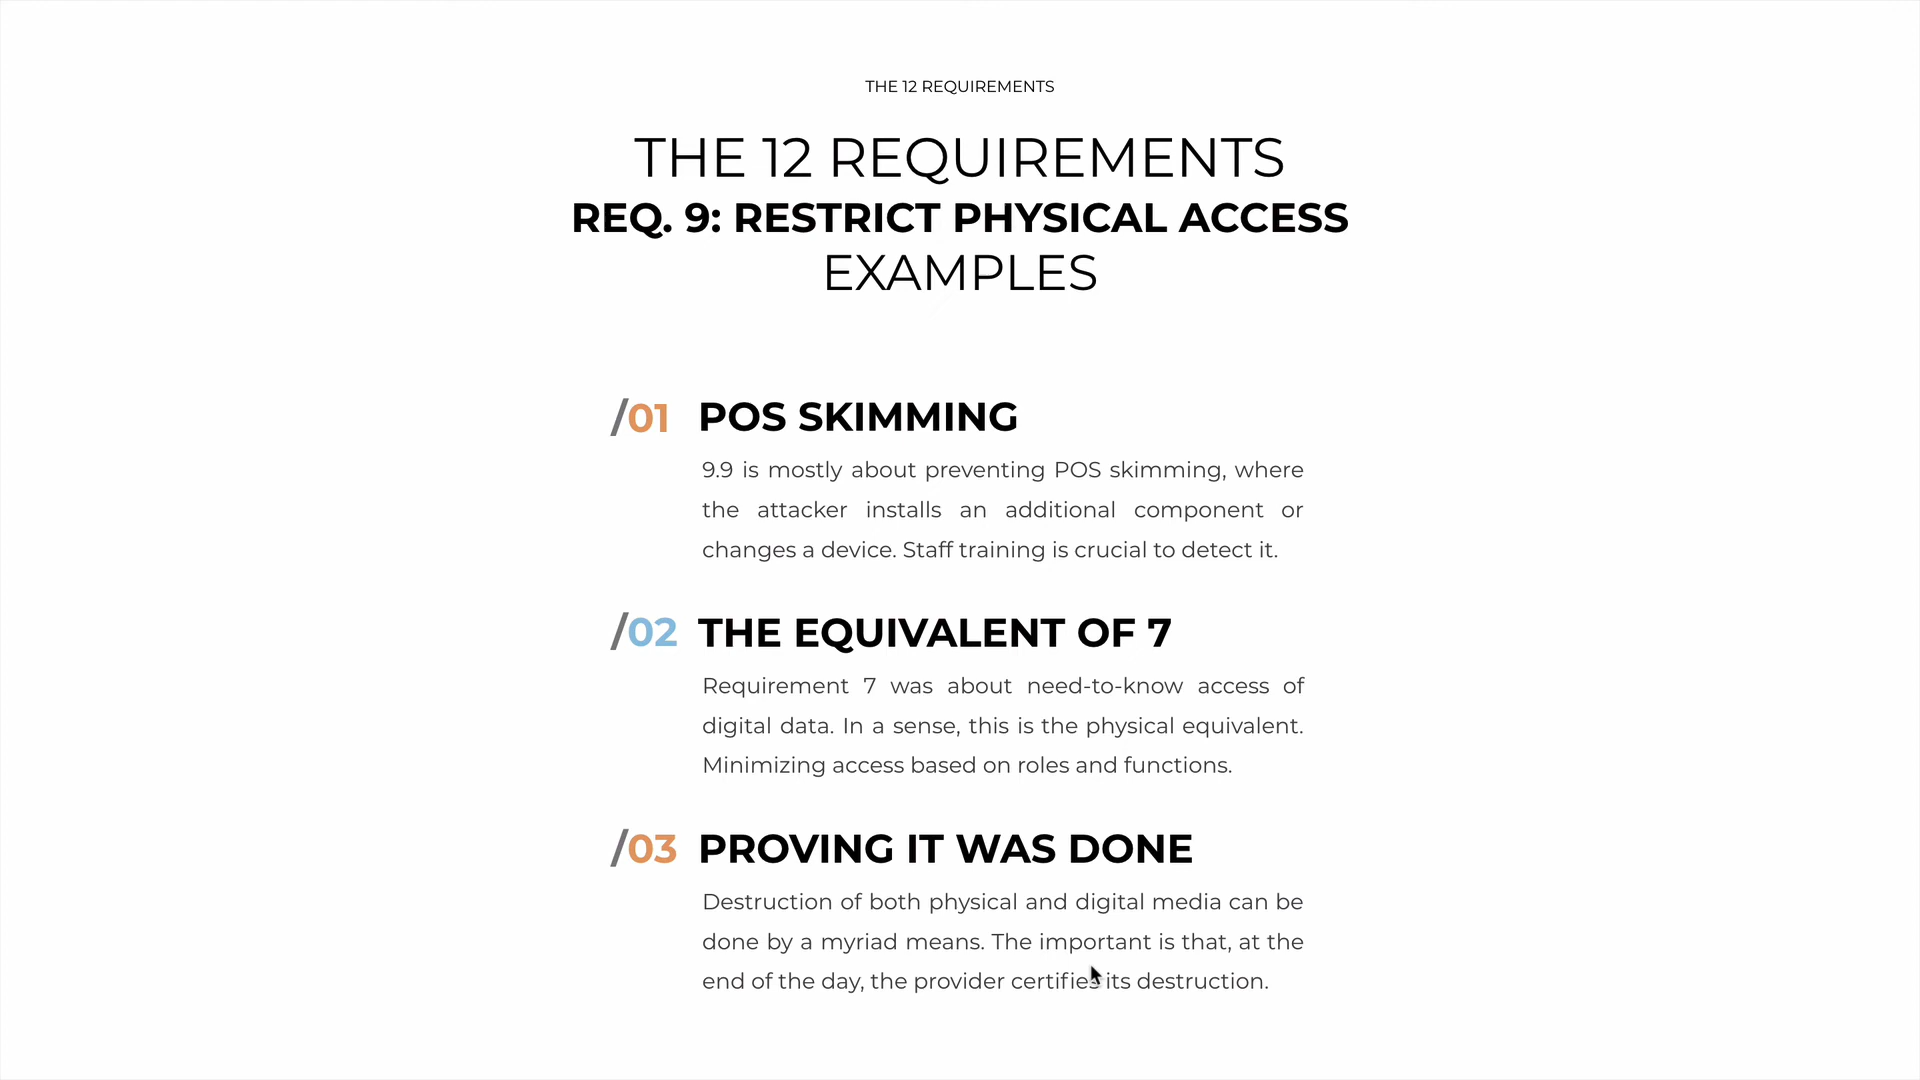 THE 12 REQUIREMENTS
THE 12 REQUIREMENTS
REQ. 9: RESTRICT PHYSICAL ACCESS
EXAMPLES
/01 POS SKIMMING
9.9 is mostly about preventing POS skimming, where
the attacker installs an additional component or
changes a device. Staff training is crucial to detect it.
/02 THE EQUIVALENT OF 7
Requirement 7 was about need-to-know access of
digital data. In a sense, this is the physical equivalent.
Minimizing access based on roles and functions.
/03 PROVING IT WAS DONE
Destruction of both physical and digital media can be
done by a myriad means. The important is that, at the
end of the day, the provider certifies its destruction.